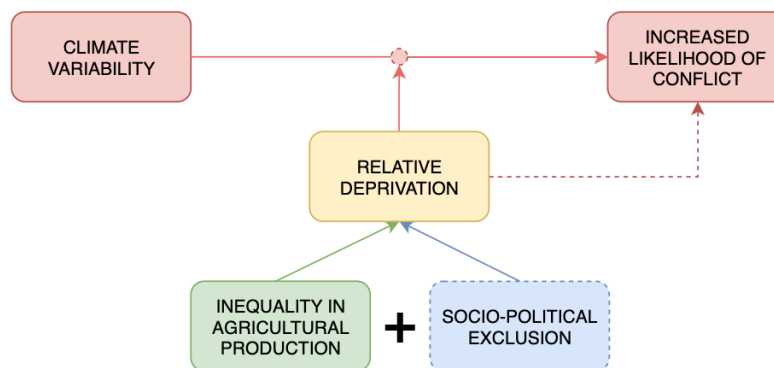 CLIMATE
VARIABILITY
INCREASED
LIKELIHOOD OF
CONFLICT
RELATIVE
DEPRIVATION
INEQUALITY IN
AGRICULTURAL
PRODUCTION
+
SOCIO-POLITICAL
EXCLUSION